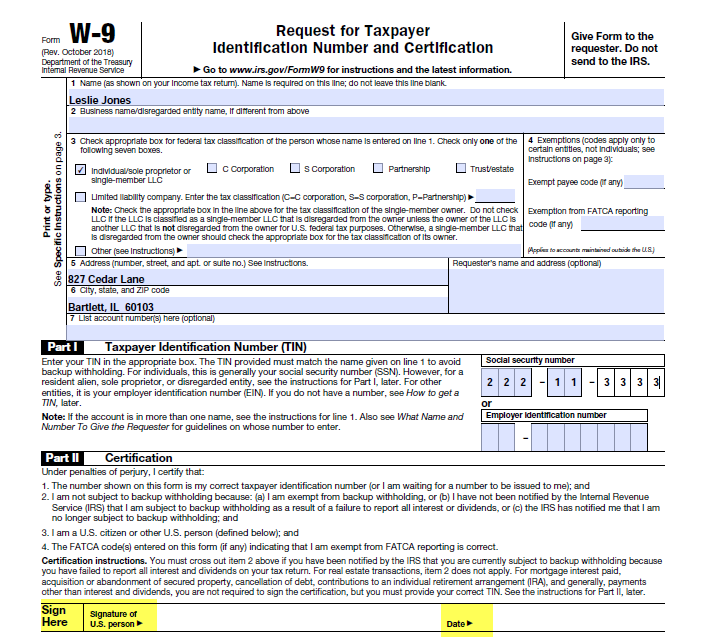 Form W-9
(Rev. October 2018)
Department of the Treasury
Internal Revenue Service
Request for Taxpayer
Identification Number and Certification
▶ Go to www.irs.gov/FormW9 for instructions and the latest information.
Give Form to the
requester. Do not
send to the IRS.
Print or type.
See Specific Instructions on page 3.
1 Name (as shown on your income tax return). Name is required on this line; do not leave this line blank.
Leslie Jones
2 Business name/disregarded entity name, if different from above
3 Check appropriate box for federal tax classification of the person whose name is entered on line 1. Check only one of the
following seven boxes.
✓ Individual/sole proprietor or
single-member LLC
C Corporation
S Corporation
Partnership
Trust/estate
Limited liability company. Enter the tax classification (C=C corporation, S=S corporation, P=Partnership) ▶
Note: Check the appropriate box in the line above for the tax classification of the single-member owner. Do not check
LLC if the LLC is classified as a single-member LLC that is disregarded from the owner unless the owner of the LLC is
another LLC that is not disregarded from the owner for U.S. federal tax purposes. Otherwise, a single-member LLC that
is disregarded from the owner should check the appropriate box for the tax classification of its owner.
Other (see instructions) ▶
4 Exemptions (codes apply only to
certain entities, not individuals; see
instructions on page 3):
Exempt payee code (if any)
Exemption from FATCA reporting
code (if any)
(Applies to accounts maintained outside the U.S.)
5 Address (number, street, and apt. or suite no.) See instructions.
827 Cedar Lane
6 City, state, and ZIP code
Bartlett, IL 60103
Requester's name and address (optional)
7 List account number(s) here (optional)
Part I Taxpayer Identification Number (TIN)
Enter your TIN in the appropriate box. The TIN provided must match the name given on line 1 to avoid
backup withholding. For individuals, this is generally your social security number (SSN). However, for a
resident alien, sole proprietor, or disregarded entity, see the instructions for Part I, later. For other
entities, it is your employer identification number (EIN). If you do not have a number, see How to get a
TIN, later.
Note: If the account is in more than one name, see the instructions for line 1. Also see What Name and
Number To Give the Requester for guidelines on whose number to enter.
Social security number
2 2 2 – 1 1 – 3 3 3 3
or
Employer identification number
–
Part II Certification
Under penalties of perjury, I certify that:
1. The number shown on this form is my correct taxpayer identification number (or I am waiting for a number to be issued to me); and
2. I am not subject to backup withholding because: (a) I am exempt from backup withholding, or (b) I have not been notified by the Internal Revenue
Service (IRS) that I am subject to backup withholding as a result of a failure to report all interest or dividends, or (c) the IRS has notified me that I am
no longer subject to backup withholding; and
3. I am a U.S. citizen or other U.S. person (defined below); and
4. The FATCA code(s) entered on this form (if any) indicating that I am exempt from FATCA reporting is correct.
Certification instructions. You must cross out item 2 above if you have been notified by the IRS that you are currently subject to backup withholding because
you have failed to report all interest and dividends on your tax return. For real estate transactions, item 2 does not apply. For mortgage interest paid,
acquisition or abandonment of secured property, cancellation of debt, contributions to an individual retirement arrangement (IRA), and generally, payments
other than interest and dividends, you are not required to sign the certification, but you must provide your correct TIN. See the instructions for Part II, later.
Sign
Here
Signature of
U.S. person ▶
Date ▶